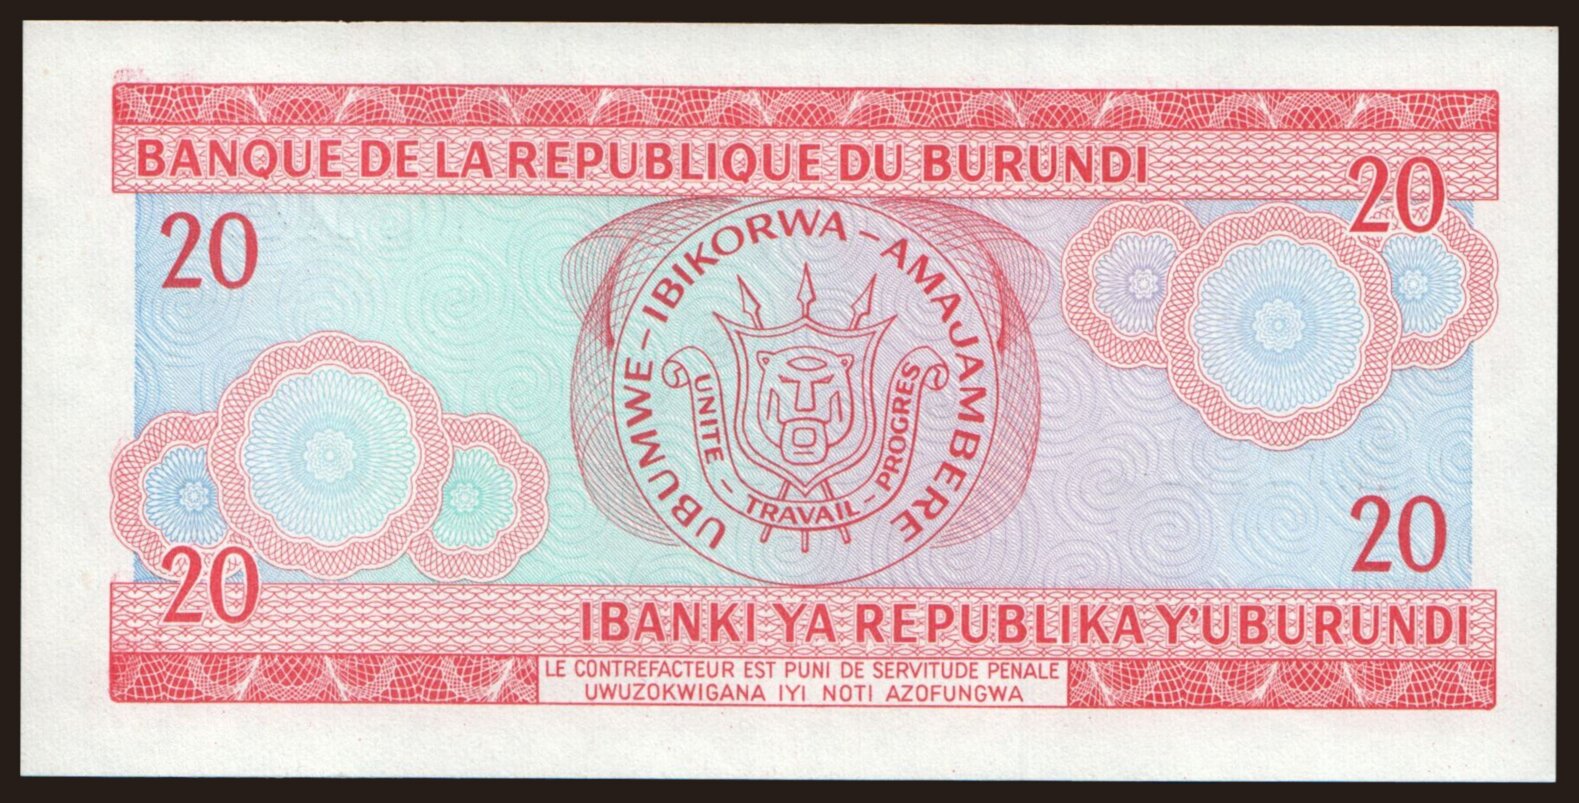 BANQUE DE LA REPUBLIQUE DU BURUNDI
20
20
UBUMWE - IBIKORWA - AMAJAMBERE
UNITE - TRAVAIL - PROGRES
20
20
IBANKI YA REPUBLIKA Y'UBURUNDI
LE CONTREFACTEUR EST PUNI DE SERVITUDE PENALE
UWUZOKWIGANA IYI NOTI AZOFUNGWA